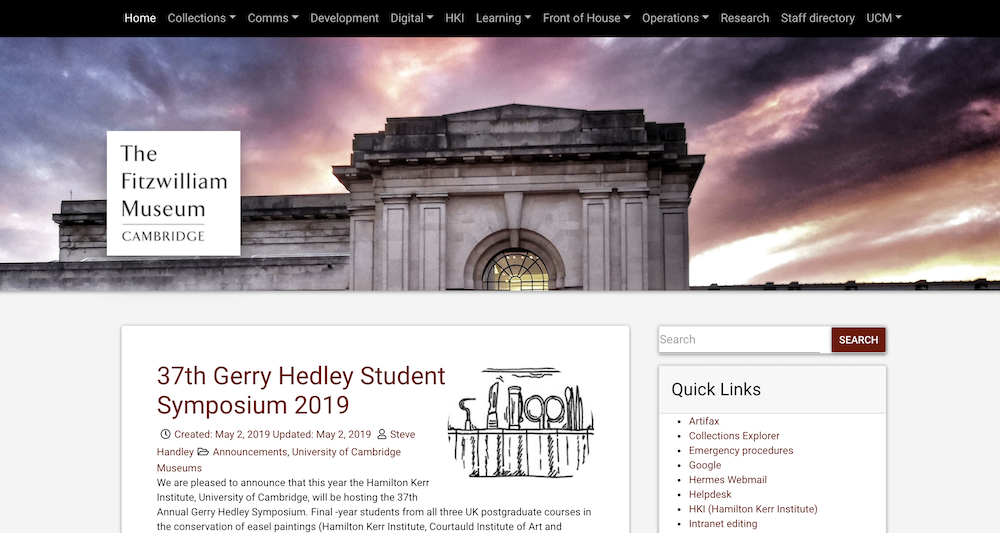 Home Collections Comms Development Digital HKI Learning Front of House Operations Research Staff directory UCM
The
Fitzwilliam
Museum
CAMBRIDGE
37th Gerry Hedley Student
Symposium 2019
Created: May 2, 2019 Updated: May 2, 2019 Steve
Handley Announcements, University of Cambridge
Museums
We are pleased to announce that this year the Hamilton Kerr
Institute, University of Cambridge, will be hosting the 37th
Annual Gerry Hedley Symposium. Final -year students from all three UK postgraduate courses in
the conservation of easel paintings (Hamilton Kerr Institute, Courtauld Institute of Art and
Search SEARCH
Quick Links
Artifax
Collections Explorer
Emergency procedures
Google
Hermes Webmail
Helpdesk
HKI (Hamilton Kerr Institute)
Intranet editing